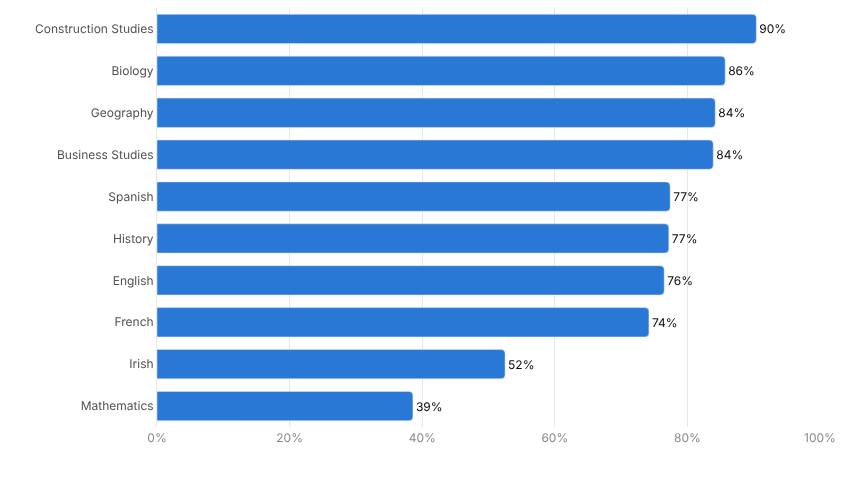 Construction Studies 90%
Biology 86%
Geography 84%
Business Studies 84%
Spanish 77%
History 77%
English 76%
French 74%
Irish 52%
Mathematics 39%
0% 20% 40% 60% 80% 100%